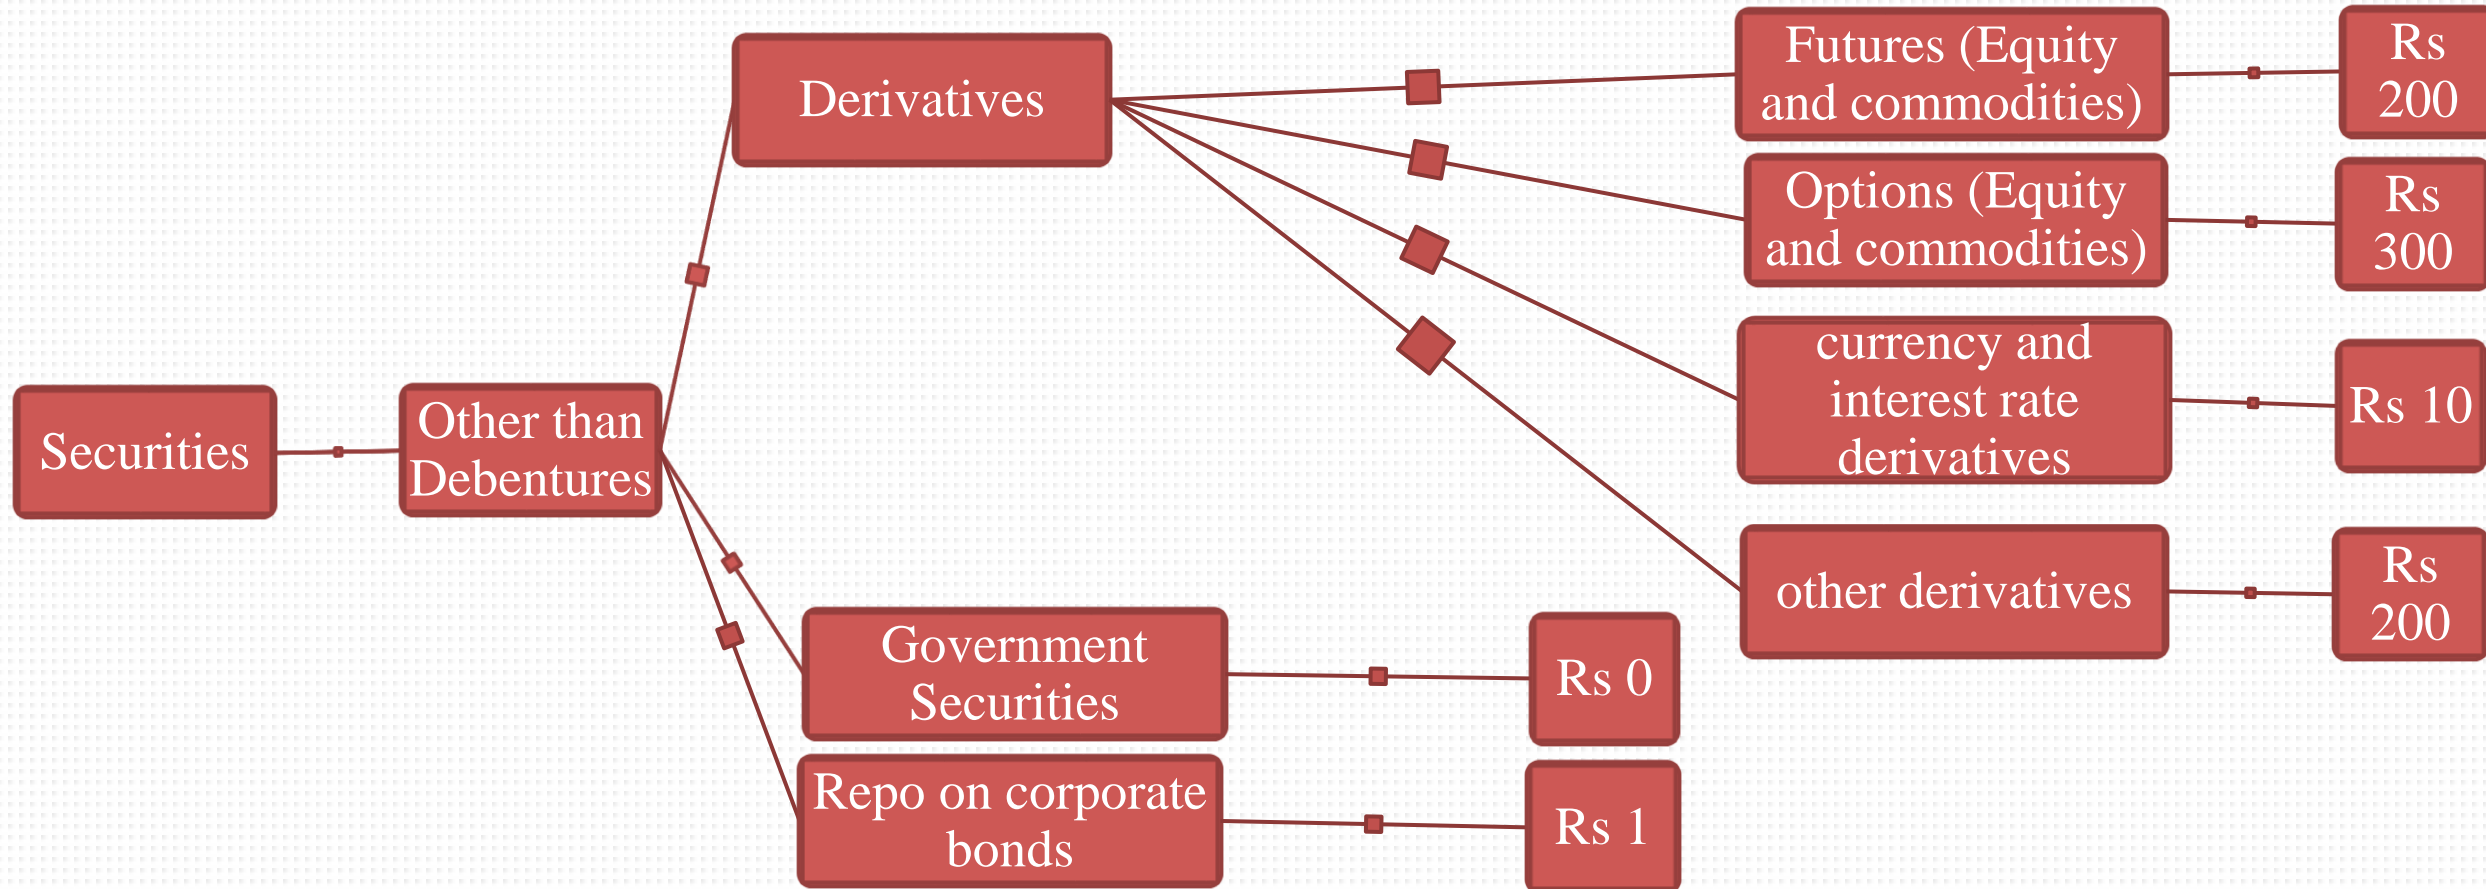 Securities
Other than
Debentures
Derivatives
Futures (Equity
and commodities)
Rs
200
Options (Equity
and commodities)
Rs
300
currency and
interest rate
derivatives
Rs 10
other derivatives
Rs
200
Government
Securities
Rs 0
Repo on corporate
bonds
Rs 1